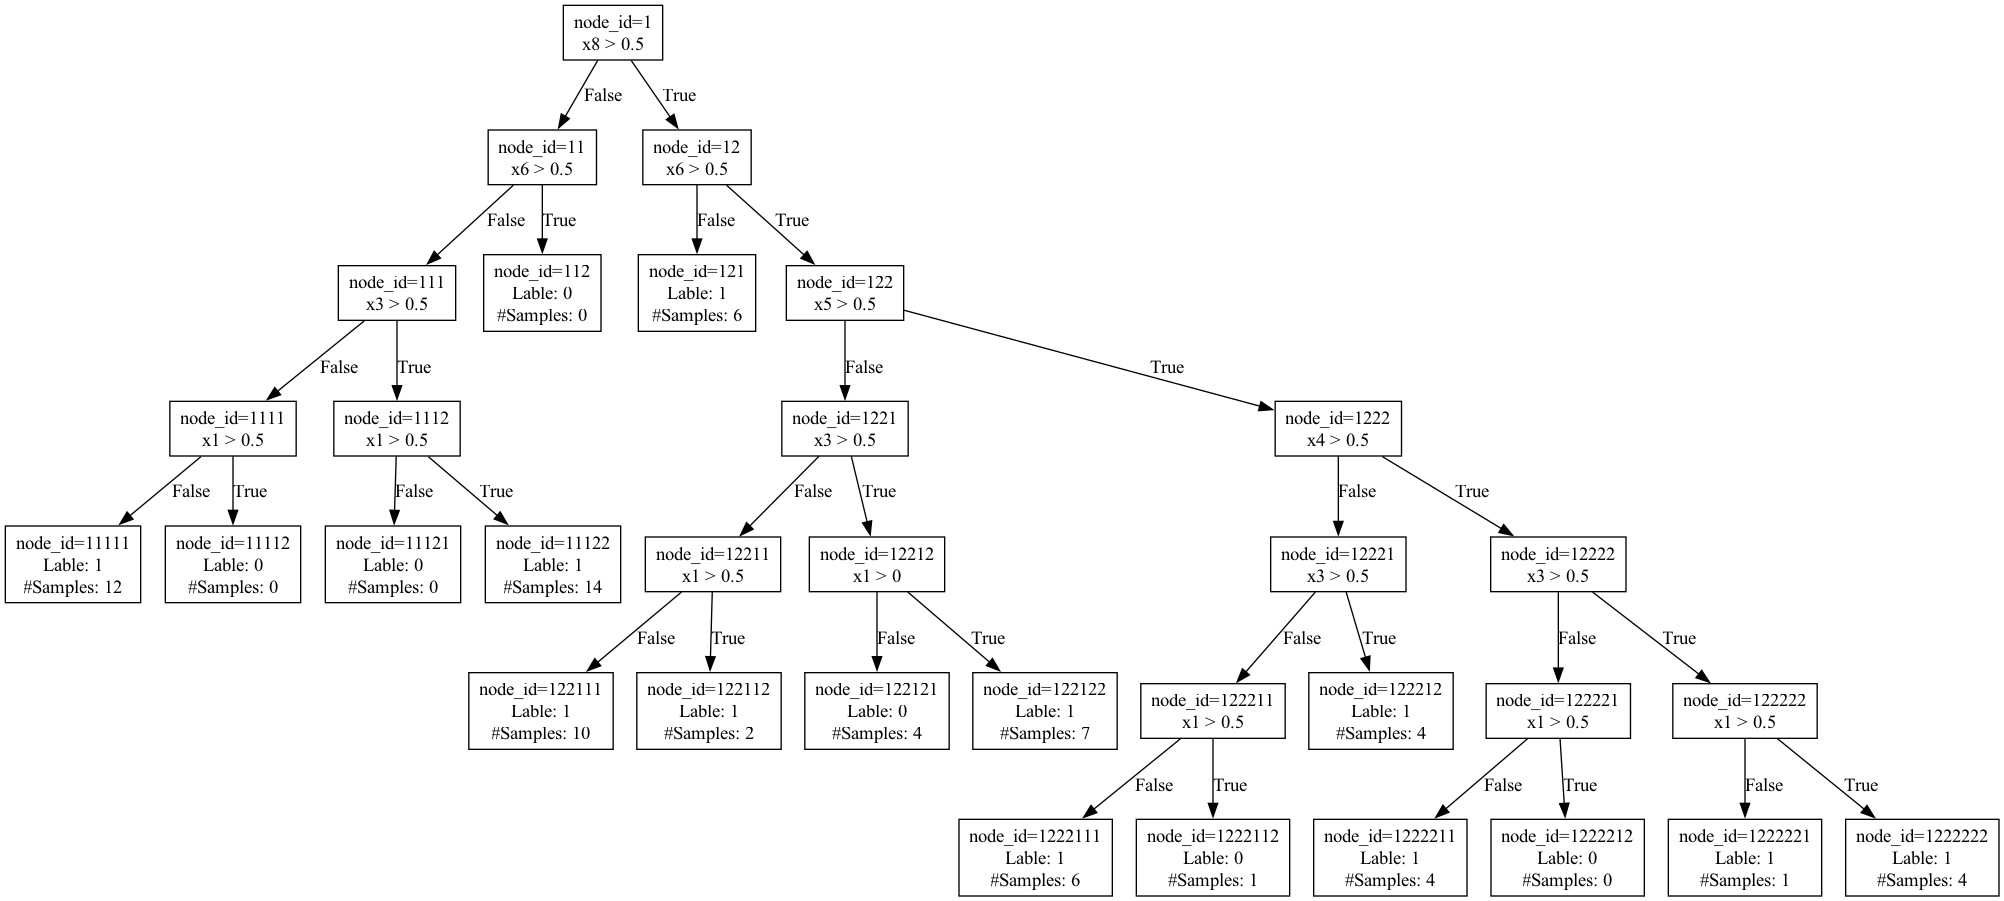 node_id=1
x8 > 0.5
False
True
node_id=11
x6 > 0.5
node_id=12
x6 > 0.5
False
True
False
True
node_id=111
x3 > 0.5
node_id=112
Lable: 0
#Samples: 0
node_id=121
Lable: 1
#Samples: 6
node_id=122
x5 > 0.5
False
True
False
True
node_id=1111
x1 > 0.5
node_id=1112
x1 > 0.5
node_id=1221
x3 > 0.5
node_id=1222
x4 > 0.5
False
True
False
True
False
True
False
True
node_id=11111
Lable: 1
#Samples: 12
node_id=11112
Lable: 0
#Samples: 0
node_id=11121
Lable: 0
#Samples: 0
node_id=11122
Lable: 1
#Samples: 14
node_id=12211
x1 > 0.5
node_id=12212
x1 > 0
node_id=12221
x3 > 0.5
node_id=12222
x3 > 0.5
False
True
False
True
False
True
False
True
node_id=122111
Lable: 1
#Samples: 10
node_id=122112
Lable: 1
#Samples: 2
node_id=122121
Lable: 0
#Samples: 4
node_id=122122
Lable: 1
#Samples: 7
node_id=122211
x1 > 0.5
node_id=122212
Lable: 1
#Samples: 4
node_id=122221
x1 > 0.5
node_id=122222
x1 > 0.5
False
True
False
True
False
True
node_id=1222111
Lable: 1
#Samples: 6
node_id=1222112
Lable: 0
#Samples: 1
node_id=1222211
Lable: 1
#Samples: 4
node_id=1222212
Lable: 0
#Samples: 0
node_id=1222221
Lable: 1
#Samples: 1
node_id=1222222
Lable: 1
#Samples: 4